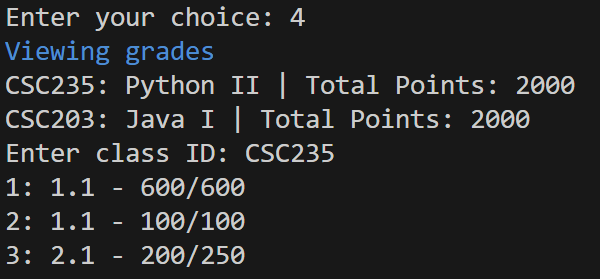 Enter your choice: 4
Viewing grades
CSC235: Python II | Total Points: 2000
CSC203: Java I | Total Points: 2000
Enter class ID: CSC235
1: 1.1 - 600/600
2: 1.1 - 100/100
3: 2.1 - 200/250